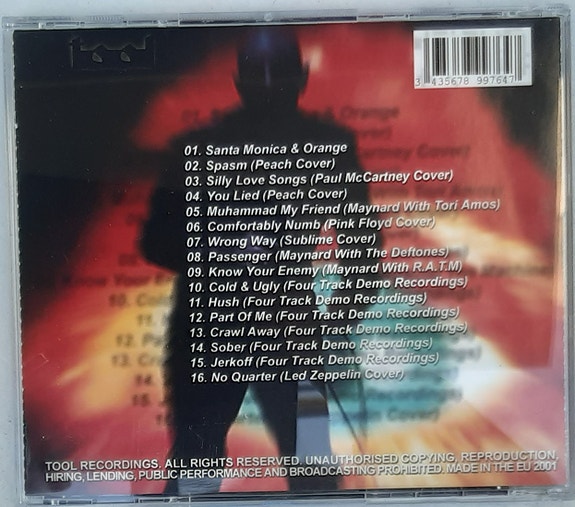 tool
3 435678 997647
01. Santa Monica & Orange
02. Spasm (Peach Cover)
03. Silly Love Songs (Paul McCartney Cover)
04. You Lied (Peach Cover)
05. Muhammad My Friend (Maynard With Tori Amos)
06. Comfortably Numb (Pink Floyd Cover)
07. Wrong Way (Sublime Cover)
08. Passenger (Maynard With The Deftones)
09. Know Your Enemy (Maynard With R.A.T.M)
10. Cold & Ugly (Four Track Demo Recordings)
11. Hush (Four Track Demo Recordings)
12. Part Of Me (Four Track Demo Recordings)
13. Crawl Away (Four Track Demo Recordings)
14. Sober (Four Track Demo Recordings)
15. Jerkoff (Four Track Demo Recordings)
16. No Quarter (Led Zeppelin Cover)
TOOL RECORDINGS. ALL RIGHTS RESERVED. UNAUTHORISED COPYING, REPRODUCTION,
HIRING, LENDING, PUBLIC PERFORMANCE AND BROADCASTING PROHIBITED. MADE IN THE EU 2001